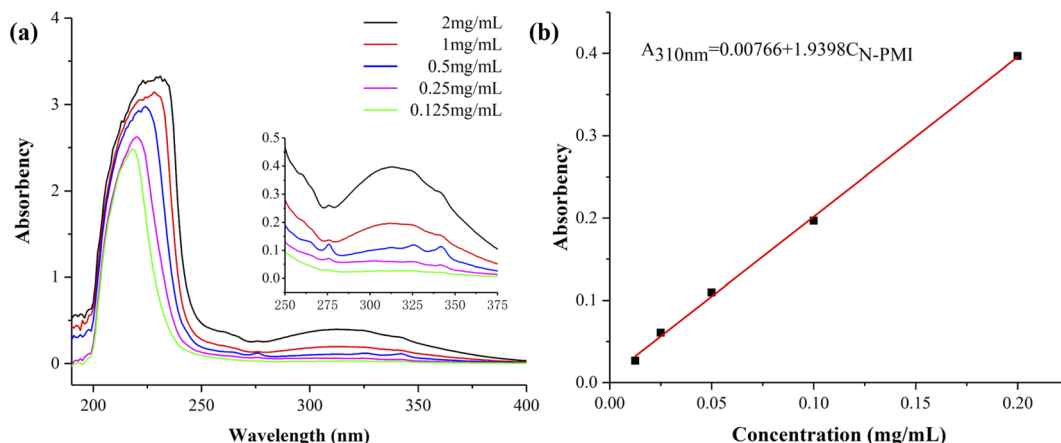 (a)
4
3
2
1
0
Absorbency
200
250
300
350
400
Wavelength (nm)
2mg/mL
1mg/mL
0.5mg/mL
0.25mg/mL
0.125mg/mL
0.5
0.4
0.3
0.2
0.1
0.0
250
275
300
325
350
375
(b)
A310nm=0.00766+1.9398CN-PMI
0.4
0.3
0.2
0.1
0.0
Absorbency
0.00
0.05
0.10
0.15
0.20
Concentration (mg/mL)